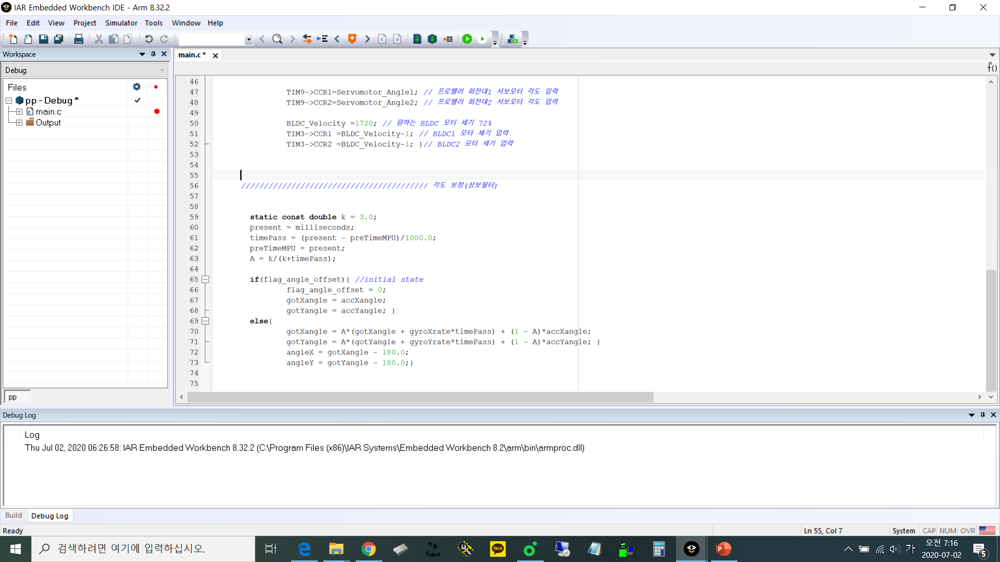 IAR Embedded Workbench IDE - Arm 8.32.2
File Edit View Project Simulator Tools Window Help
Workspace
main.c *
Debug
f()
Files
pp - Debug *
main.c
Output
46
47 TIM9->CCR1=Servomotor_Angle1; // 프로펠러 회전대1 서보모터 각도 입력
48 TIM9->CCR2=Servomotor_Angle2; // 프로펠러 회전대2 서보모터 각도 입력
49
50 BLDC_Velocity =1720; // 원하는 BLDC 모터 세기 72%
51 TIM3->CCR1 =BLDC_Velocity-1; // BLDC1 모터 세기 입력
52 TIM3->CCR2 =BLDC_Velocity-1; }// BLDC2 모터 세기 입력
53
54
55
56 ///////////////////////////////////////// 각도 보정(상보필터)
57
58
59 static const double k = 3.0;
60 present = milliseconds;
61 timePass = (present - preTimeMPU)/1000.0;
62 preTimeMPU = present;
63 A = k/(k+timePass);
64
65 if(flag_angle_offset){ //initial state
66 flag_angle_offset = 0;
67 gotXangle = accXangle;
68 gotYangle = accYangle; }
69 else{
70 gotXangle = A*(gotXangle + gyroXrate*timePass) + (1 - A)*accXangle;
71 gotYangle = A*(gotYangle + gyroYrate*timePass) + (1 - A)*accYangle; }
72 angleX = gotXangle - 180.0;
73 angleY = gotYangle - 180.0;}
74
75
pp
Debug Log
Log
Thu Jul 02, 2020 06:26:58: IAR Embedded Workbench 8.32.2 (C:\Program Files (x86)\IAR Systems\Embedded Workbench 8.2\arm\bin\armproc.dll)
Build Debug Log
Ready
Ln 55, Col 7 System CAP NUM OVR
검색하려면 여기에 입력하십시오.
My Robot
TALK
가
오전 7:16
2020-07-02
5